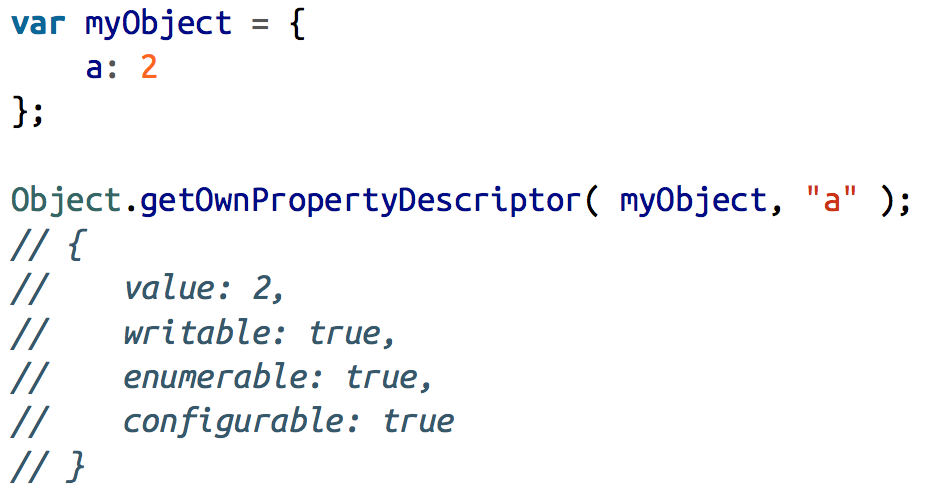 var myObject = {
    a: 2
};

Object.getOwnPropertyDescriptor( myObject, "a" );
// {
//    value: 2,
//    writable: true,
//    enumerable: true,
//    configurable: true
// }